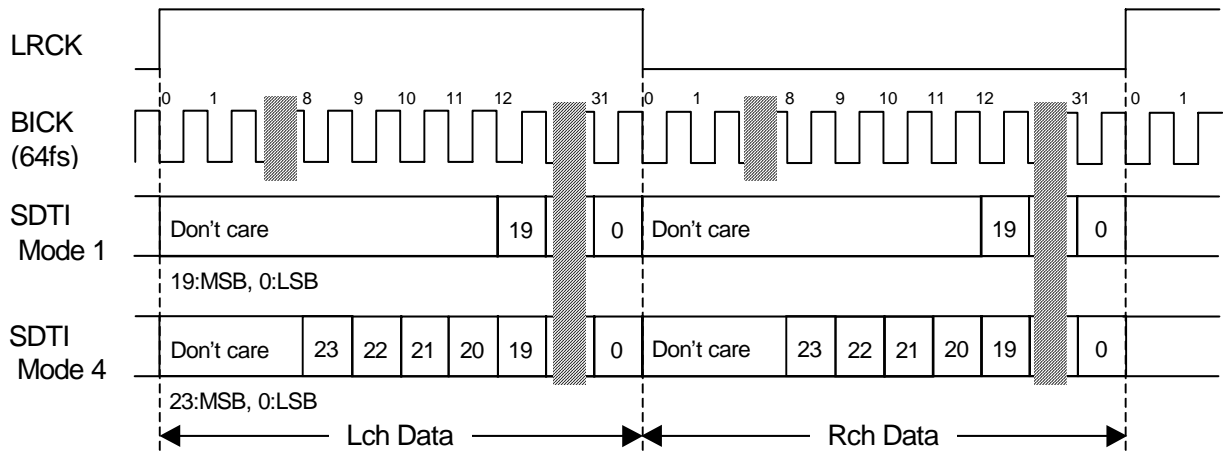 LRCK
0 1 8 9 10 11 12 31 0 1 8 9 10 11 12 31 0 1
BICK
(64fs)
SDTI
Mode 1
Don't care 19 0 Don't care 19 0
19:MSB, 0:LSB
SDTI
Mode 4
Don't care 23 22 21 20 19 0 Don't care 23 22 21 20 19 0
23:MSB, 0:LSB
Lch Data Rch Data